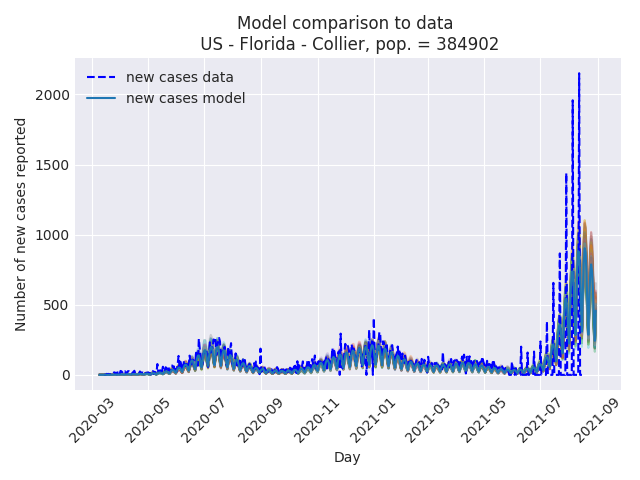 Model comparison to data
US - Florida - Collier, pop. = 384902
new cases data
new cases model
Number of new cases reported
2000
1500
1000
500
0
2020-03
2020-05
2020-07
2020-09
2020-11
2021-01
2021-03
2021-05
2021-07
2021-09
Day